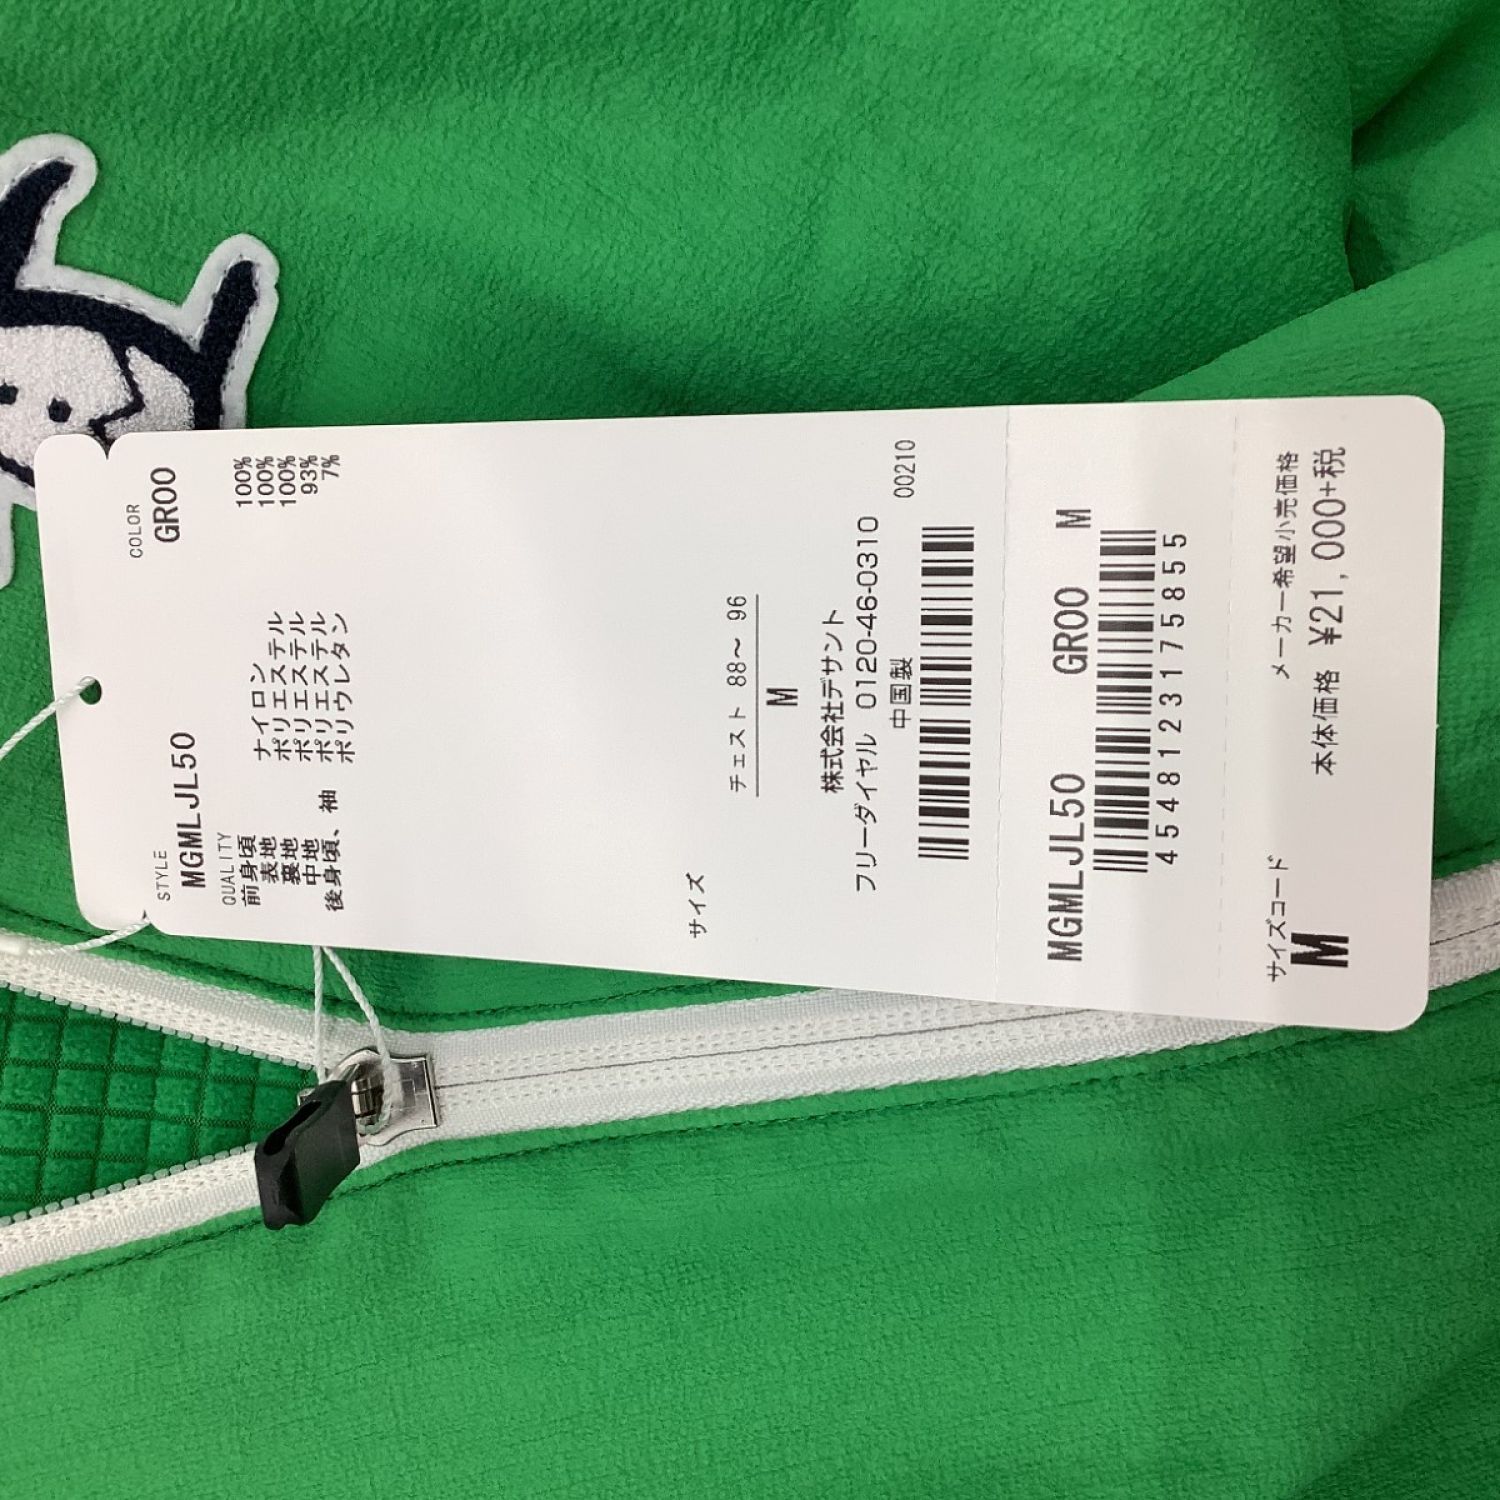 STYLE COLOR
MGMLJL50 GR00
QUALITY
前身頃
表地 ナイロン 100%
裏地 ポリエステル 100%
中地 ポリエステル 100%
後身頃、袖 ポリエステル 93%
ポリウレタン 7%
サイズ
チェスト 88〜 96
M
株式会社デサント
フリーダイヤル 0120-46-0310
中国製 00210
MGMLJL50 GR00 M
4548123175855
サイズコード メーカー希望小売価格
M 本体価格 ¥21,000+税